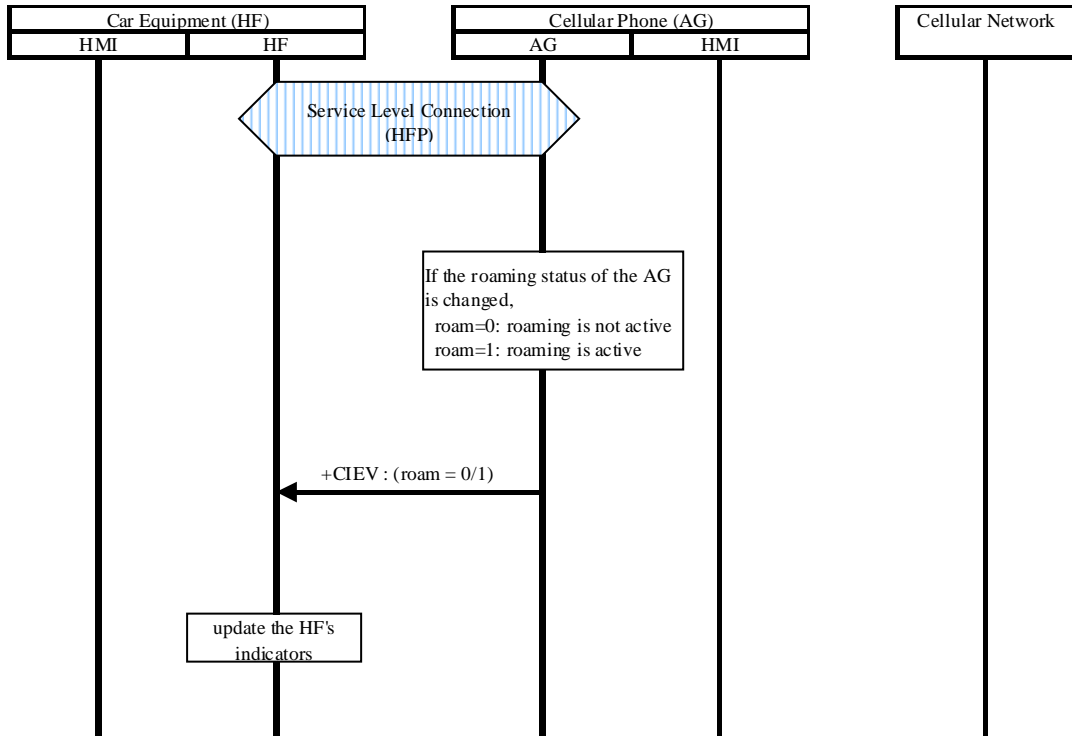 Car Equipment (HF)
Cellular Phone (AG)
Cellular Network
HMI
HF
AG
HMI
Service Level Connection
(HFP)
If the roaming status of the AG
is changed,
roam=0: roaming is not active
roam=1: roaming is active
+CIEV : (roam = 0/1)
update the HF's
indicators